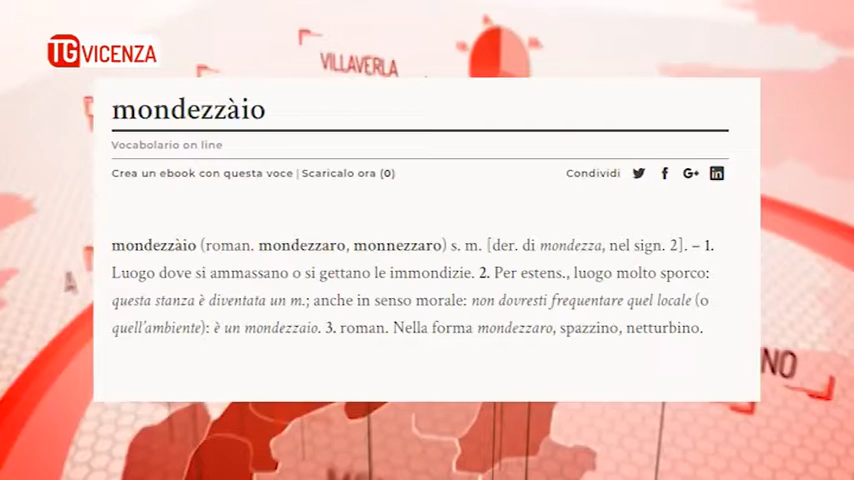 TG VICENZA
VILLAVERLA
mondezzàio
Vocabolario on line
Crea un ebook con questa voce | Scaricalo ora (0)
Condividi
mondezzàio (roman. mondezzaro, monnezzaro) s. m. [der. di mondezza, nel sign. 2]. – 1.
Luogo dove si ammassano o si gettano le immondizie. 2. Per estens., luogo molto sporco:
questa stanza è diventata un m.; anche in senso morale: non dovresti frequentare quel locale (o
quell'ambiente): è un mondezzaio. 3. roman. Nella forma mondezzaro, spazzino, netturbino.